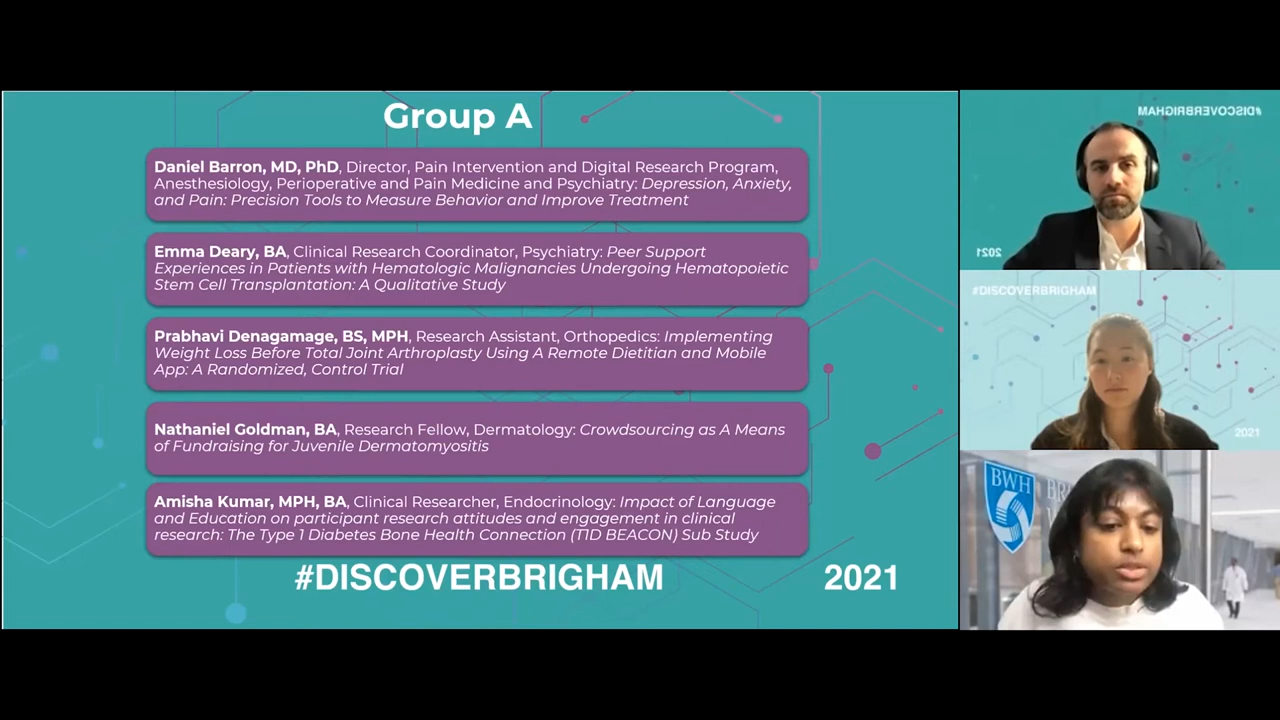 Group A
Daniel Barron, MD, PhD, Director, Pain Intervention and Digital Research Program,
Anesthesiology, Perioperative and Pain Medicine and Psychiatry: Depression, Anxiety,
and Pain: Precision Tools to Measure Behavior and Improve Treatment
Emma Deary, BA, Clinical Research Coordinator, Psychiatry: Peer Support
Experiences in Patients with Hematologic Malignancies Undergoing Hematopoietic
Stem Cell Transplantation: A Qualitative Study
Prabhavi Denagamage, BS, MPH, Research Assistant, Orthopedics: Implementing
Weight Loss Before Total Joint Arthroplasty Using A Remote Dietitian and Mobile
App: A Randomized, Control Trial
Nathaniel Goldman, BA, Research Fellow, Dermatology: Crowdsourcing as A Means
of Fundraising for Juvenile Dermatomyositis
Amisha Kumar, MPH, BA, Clinical Researcher, Endocrinology: Impact of Language
and Education on participant research attitudes and engagement in clinical
research: The Type 1 Diabetes Bone Health Connection (T1D BEACON) Sub Study
#DISCOVERBRIGHAM 2021
#DISCOVERBRIGHAM
2021
#DISCOVERBRIGHAM
2021
BWH